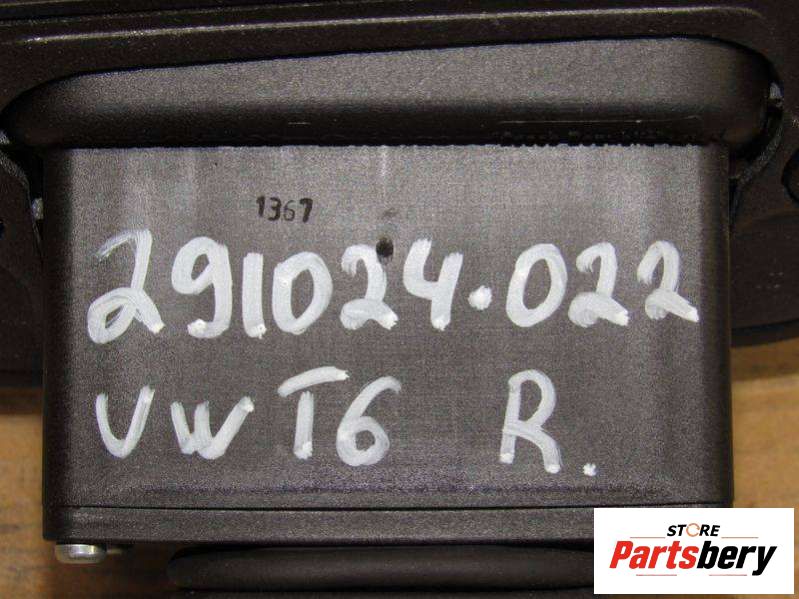 1367
291024.022
VW T6 R.
STORE
Partsbery